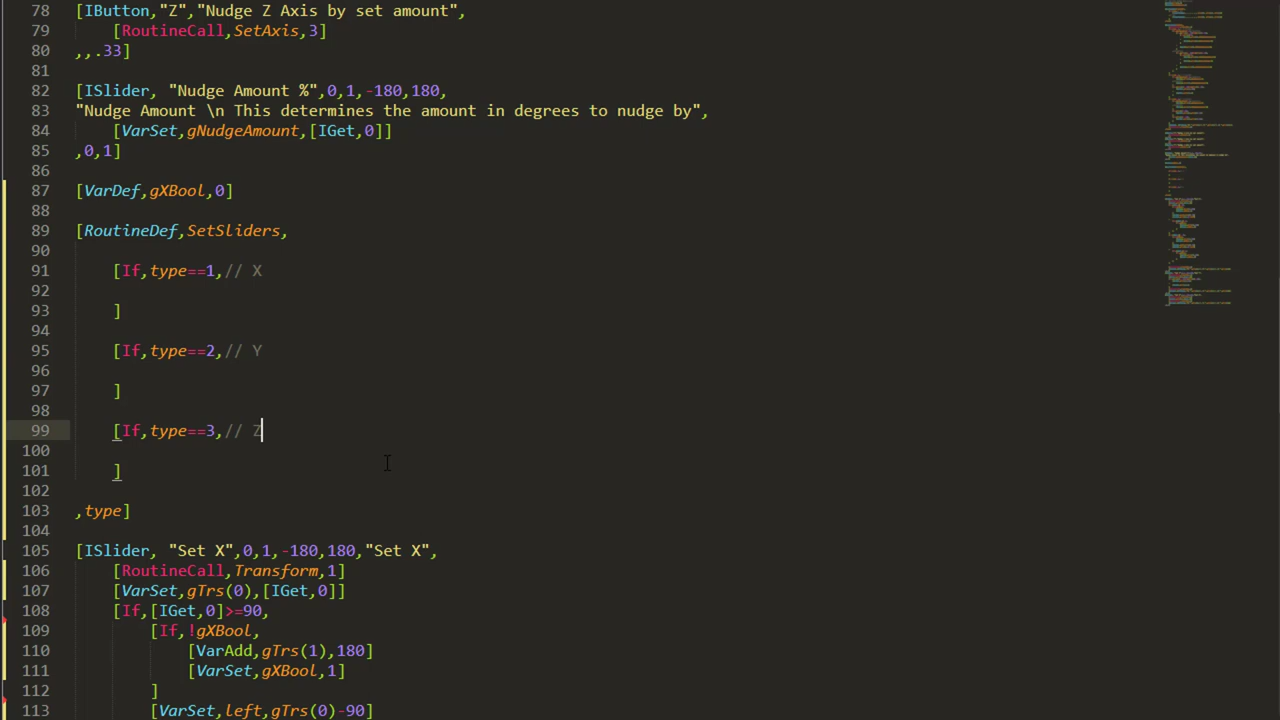 78 [IButton,"Z","Nudge Z Axis by set amount",
79 [RoutineCall,SetAxis,3]
80 ,,.33]
81
82 [ISlider, "Nudge Amount %",0,1,-180,180,
83 "Nudge Amount \n This determines the amount in degrees to nudge by",
84 [VarSet,gNudgeAmount,[IGet,0]]
85 ,0,1]
86
87 [VarDef,gXBool,0]
88
89 [RoutineDef,SetSliders,
90
91 [If,type==1,// X
92
93 ]
94
95 [If,type==2,// Y
96
97 ]
98
99 [If,type==3,// Z
100
101 ]
102
103 ,type]
104
105 [ISlider, "Set X",0,1,-180,180,"Set X",
106 [RoutineCall,Transform,1]
107 [VarSet,gTrs(0),[IGet,0]]
108 [If,[IGet,0]>=90,
109 [If,!gXBool,
110 [VarAdd,gTrs(1),180]
111 [VarSet,gXBool,1]
112 ]
113 [VarSet,left,gTrs(0)-90]